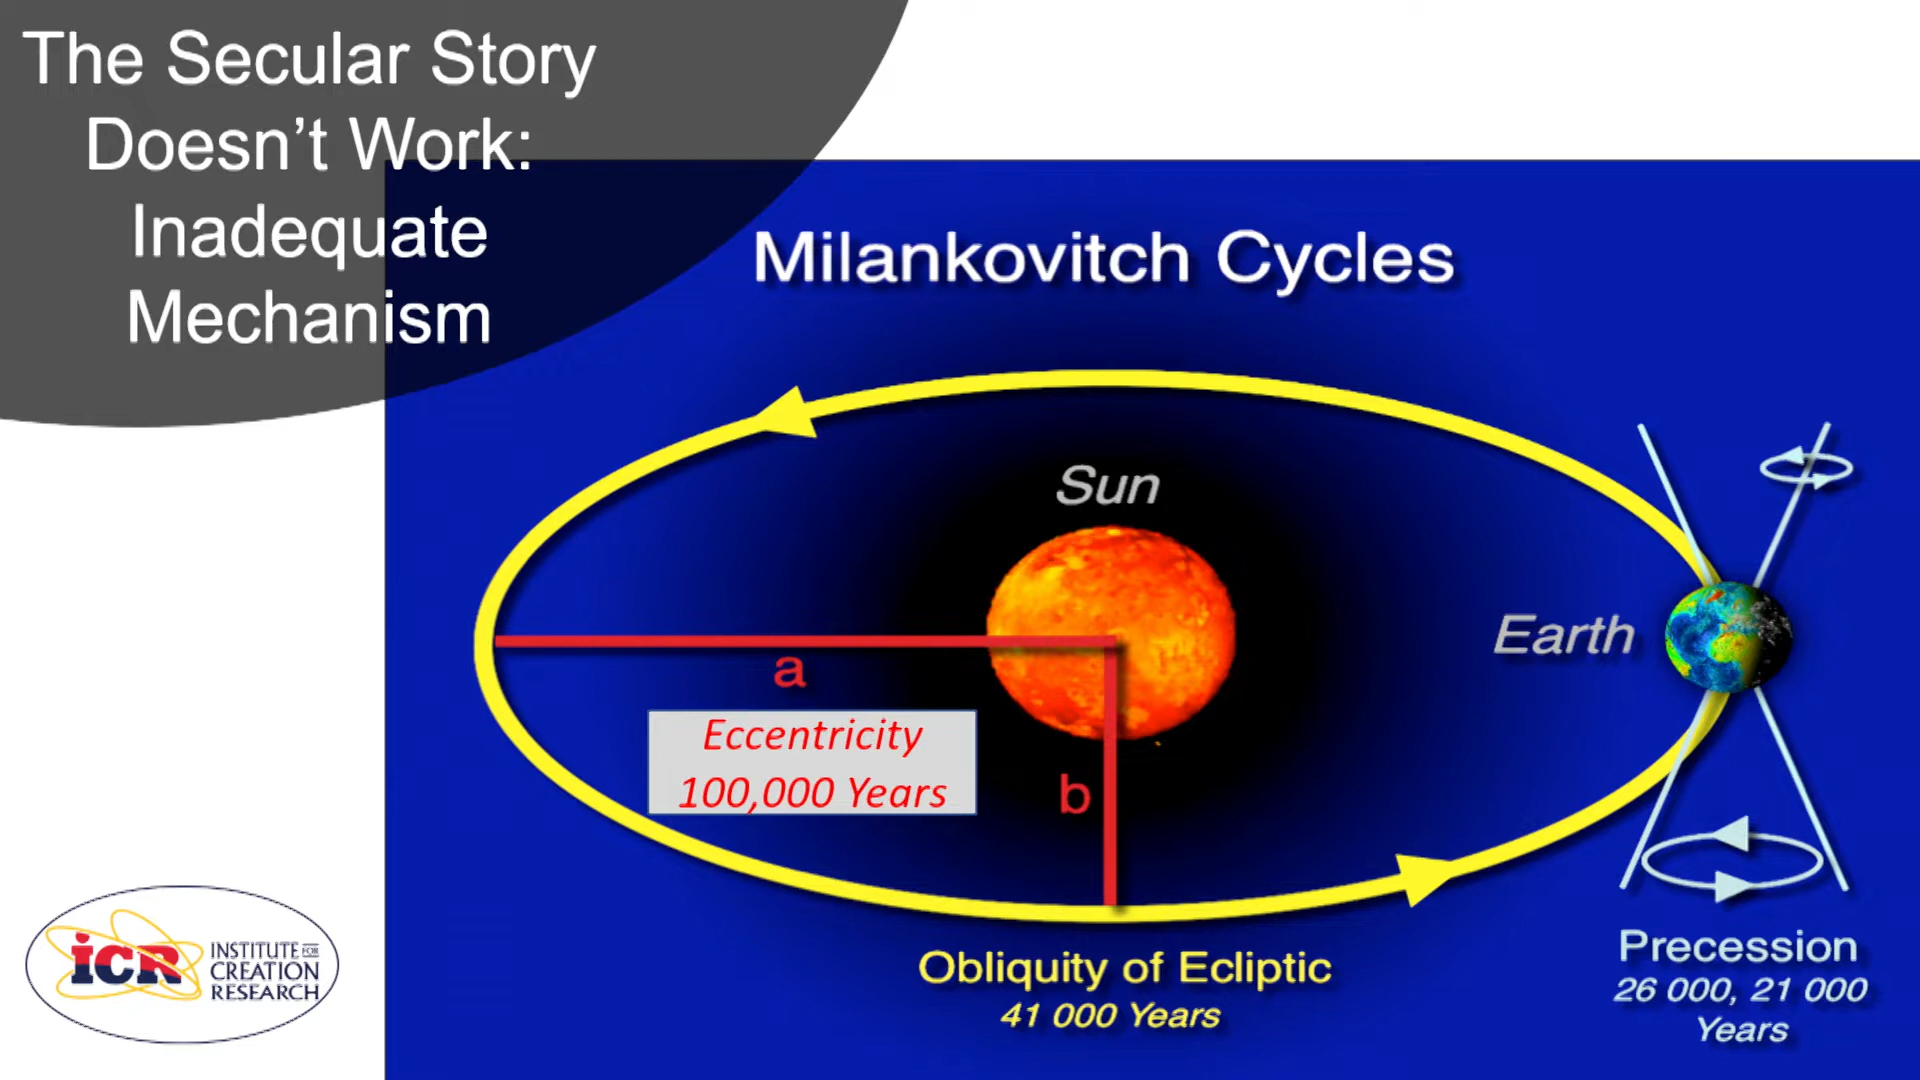 The Secular Story
Doesn't Work:
Inadequate
Mechanism
Milankovitch Cycles
Sun
Earth
a
Eccentricity
100,000 Years
b
Obliquity of Ecliptic
41 000 Years
Precession
26 000, 21 000
Years
iCR
INSTITUTE FOR
CREATION
RESEARCH